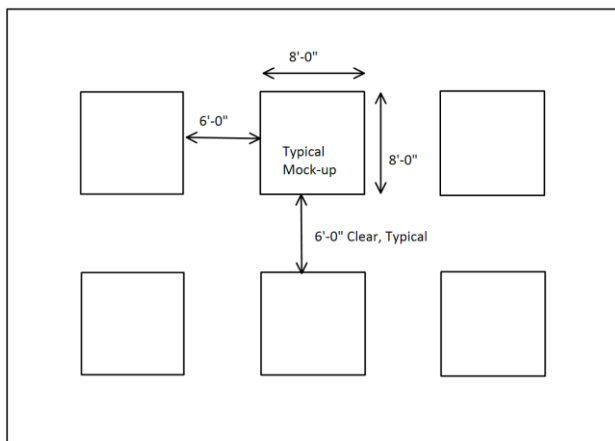 8'-0"
6'-0"
Typical
Mock-up
8'-0"
6'-0" Clear, Typical